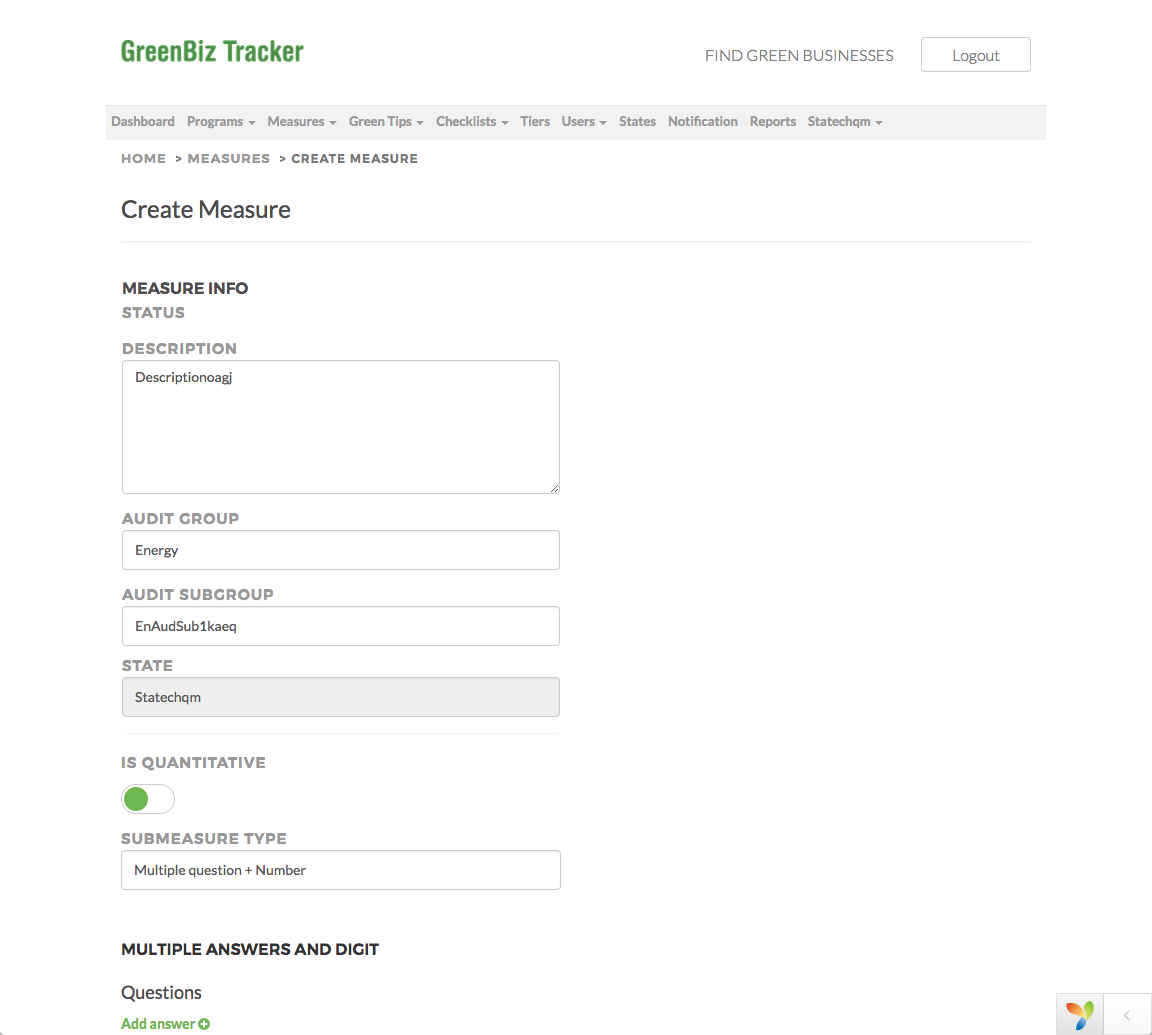 GreenBiz Tracker
FIND GREEN BUSINESSES Logout
Dashboard Programs Measures Green Tips Checklists Tiers Users States Notification Reports Statechqm
HOME > MEASURES > CREATE MEASURE
Create Measure
MEASURE INFO
STATUS
DESCRIPTION
Descriptionoagj
AUDIT GROUP
Energy
AUDIT SUBGROUP
EnAudSub1kaeq
STATE
Statechqm
IS QUANTITATIVE
SUBMEASURE TYPE
Multiple question + Number
MULTIPLE ANSWERS AND DIGIT
Questions
Add answer